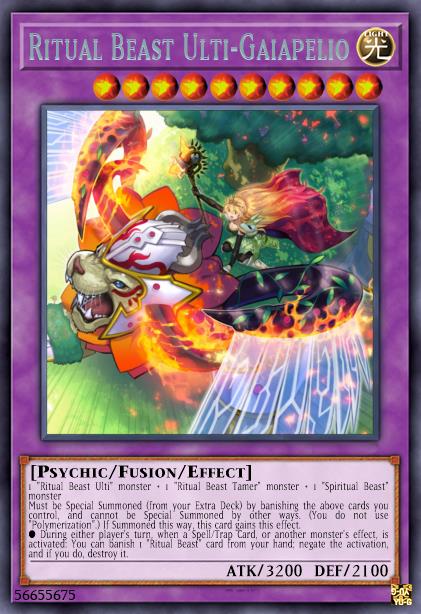 Ritual Beast Ulti-Gaiapelio
LIGHT
光
[Psychic/Fusion/Effect]
1 "Ritual Beast Ulti" monster + 1 "Ritual Beast Tamer" monster + 1 "Spiritual Beast"
monster
Must be Special Summoned (from your Extra Deck) by banishing the above cards you
control, and cannot be Special Summoned by other ways. (You do not use
"Polymerization".) If Summoned this way, this card gains this effect.
● During either player's turn, when a Spell/Trap Card, or another monster's effect, is
activated: You can banish 1 "Ritual Beast" card from your hand; negate the activation,
and if you do, destroy it.
ATK/3200 DEF/2100
56655675